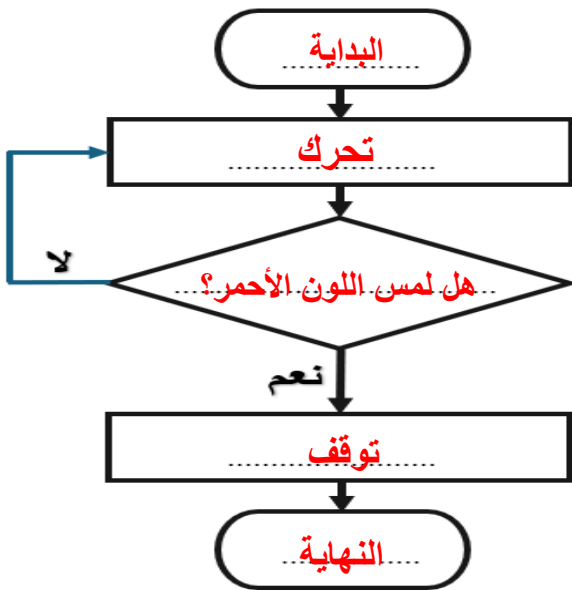 البداية
تحرك
هل لمس اللون الأحمر؟
لا
نعم
توقف
النهاية